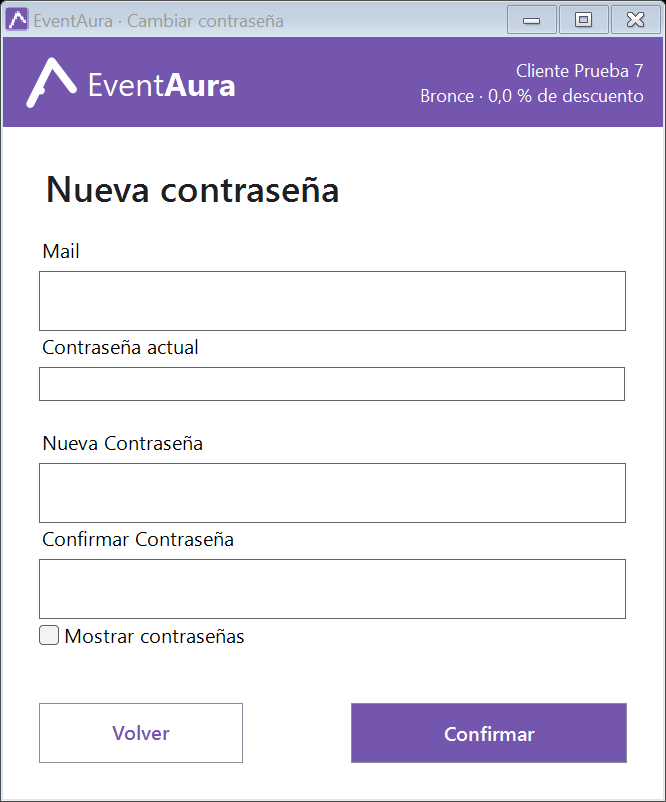 EventAura · Cambiar contraseña
EventAura
Cliente Prueba 7
Bronce · 0,0 % de descuento
Nueva contraseña
Mail
Contraseña actual
Nueva Contraseña
Confirmar Contraseña
Mostrar contraseñas
Volver
Confirmar